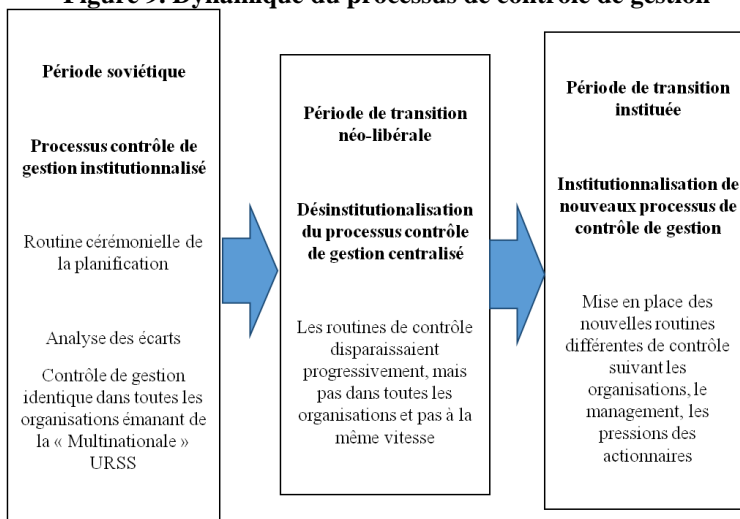 Figure 9. Dynamique du processus de contrôle de gestion
Période soviétique
Processus contrôle de
gestion institutionnalisé
Routine cérémonielle de
la planification
Analyse des écarts
Contrôle de gestion
identique dans toutes les
organisations émanant de
la « Multinationale »
URSS
Période de transition
néo-libérale
Désinstitutionalisation
du processus contrôle
de gestion centralisé
Les routines de contrôle
disparaissaient
progressivement, mais
pas dans toutes les
organisations et pas à la
même vitesse
Période de transition
instituée
Institutionnalisation de
nouveaux processus de
contrôle de gestion
Mise en place des
nouvelles routines
différentes de contrôle
suivant les
organisations, le
management, les
pressions des
actionnaires